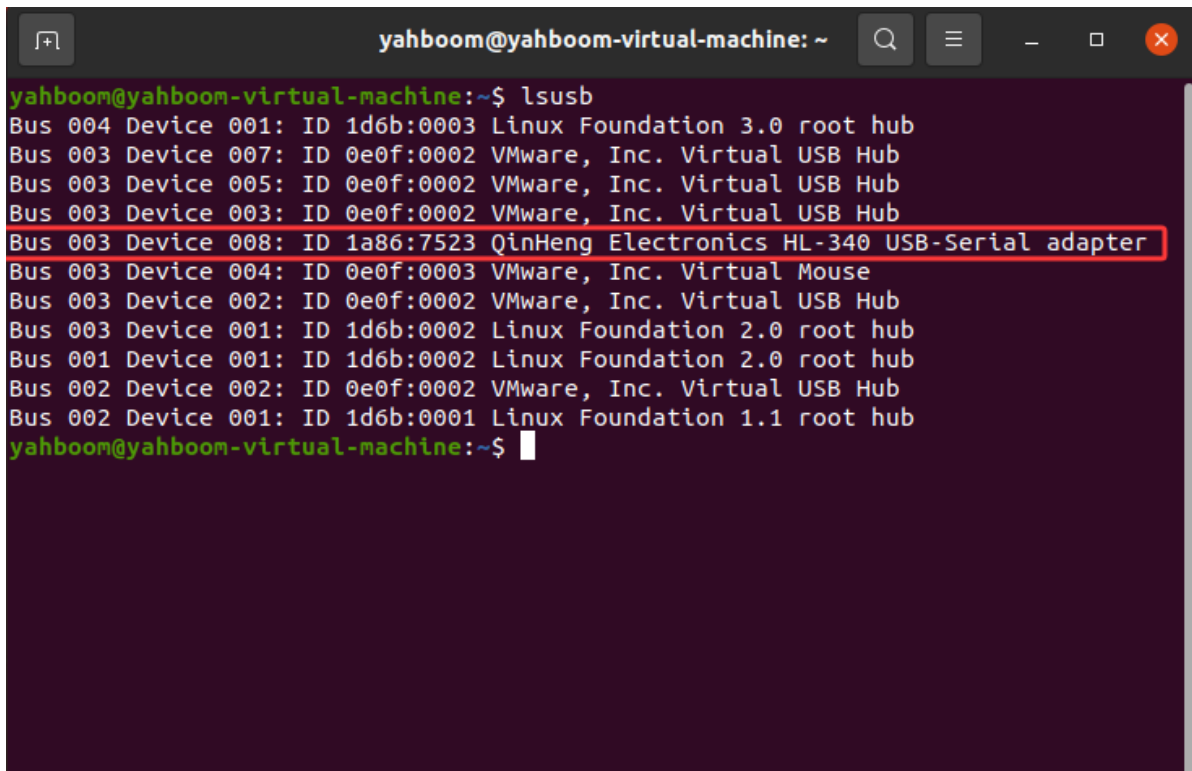 yahboom@yahboom-virtual-machine: ~
yahboom@yahboom-virtual-machine:~$ lsusb
Bus 004 Device 001: ID 1d6b:0003 Linux Foundation 3.0 root hub
Bus 003 Device 007: ID 0e0f:0002 VMware, Inc. Virtual USB Hub
Bus 003 Device 005: ID 0e0f:0002 VMware, Inc. Virtual USB Hub
Bus 003 Device 003: ID 0e0f:0002 VMware, Inc. Virtual USB Hub
Bus 003 Device 008: ID 1a86:7523 QinHeng Electronics HL-340 USB-Serial adapter
Bus 003 Device 004: ID 0e0f:0003 VMware, Inc. Virtual Mouse
Bus 003 Device 002: ID 0e0f:0002 VMware, Inc. Virtual USB Hub
Bus 003 Device 001: ID 1d6b:0002 Linux Foundation 2.0 root hub
Bus 001 Device 001: ID 1d6b:0002 Linux Foundation 2.0 root hub
Bus 002 Device 002: ID 0e0f:0002 VMware, Inc. Virtual USB Hub
Bus 002 Device 001: ID 1d6b:0001 Linux Foundation 1.1 root hub
yahboom@yahboom-virtual-machine:~$